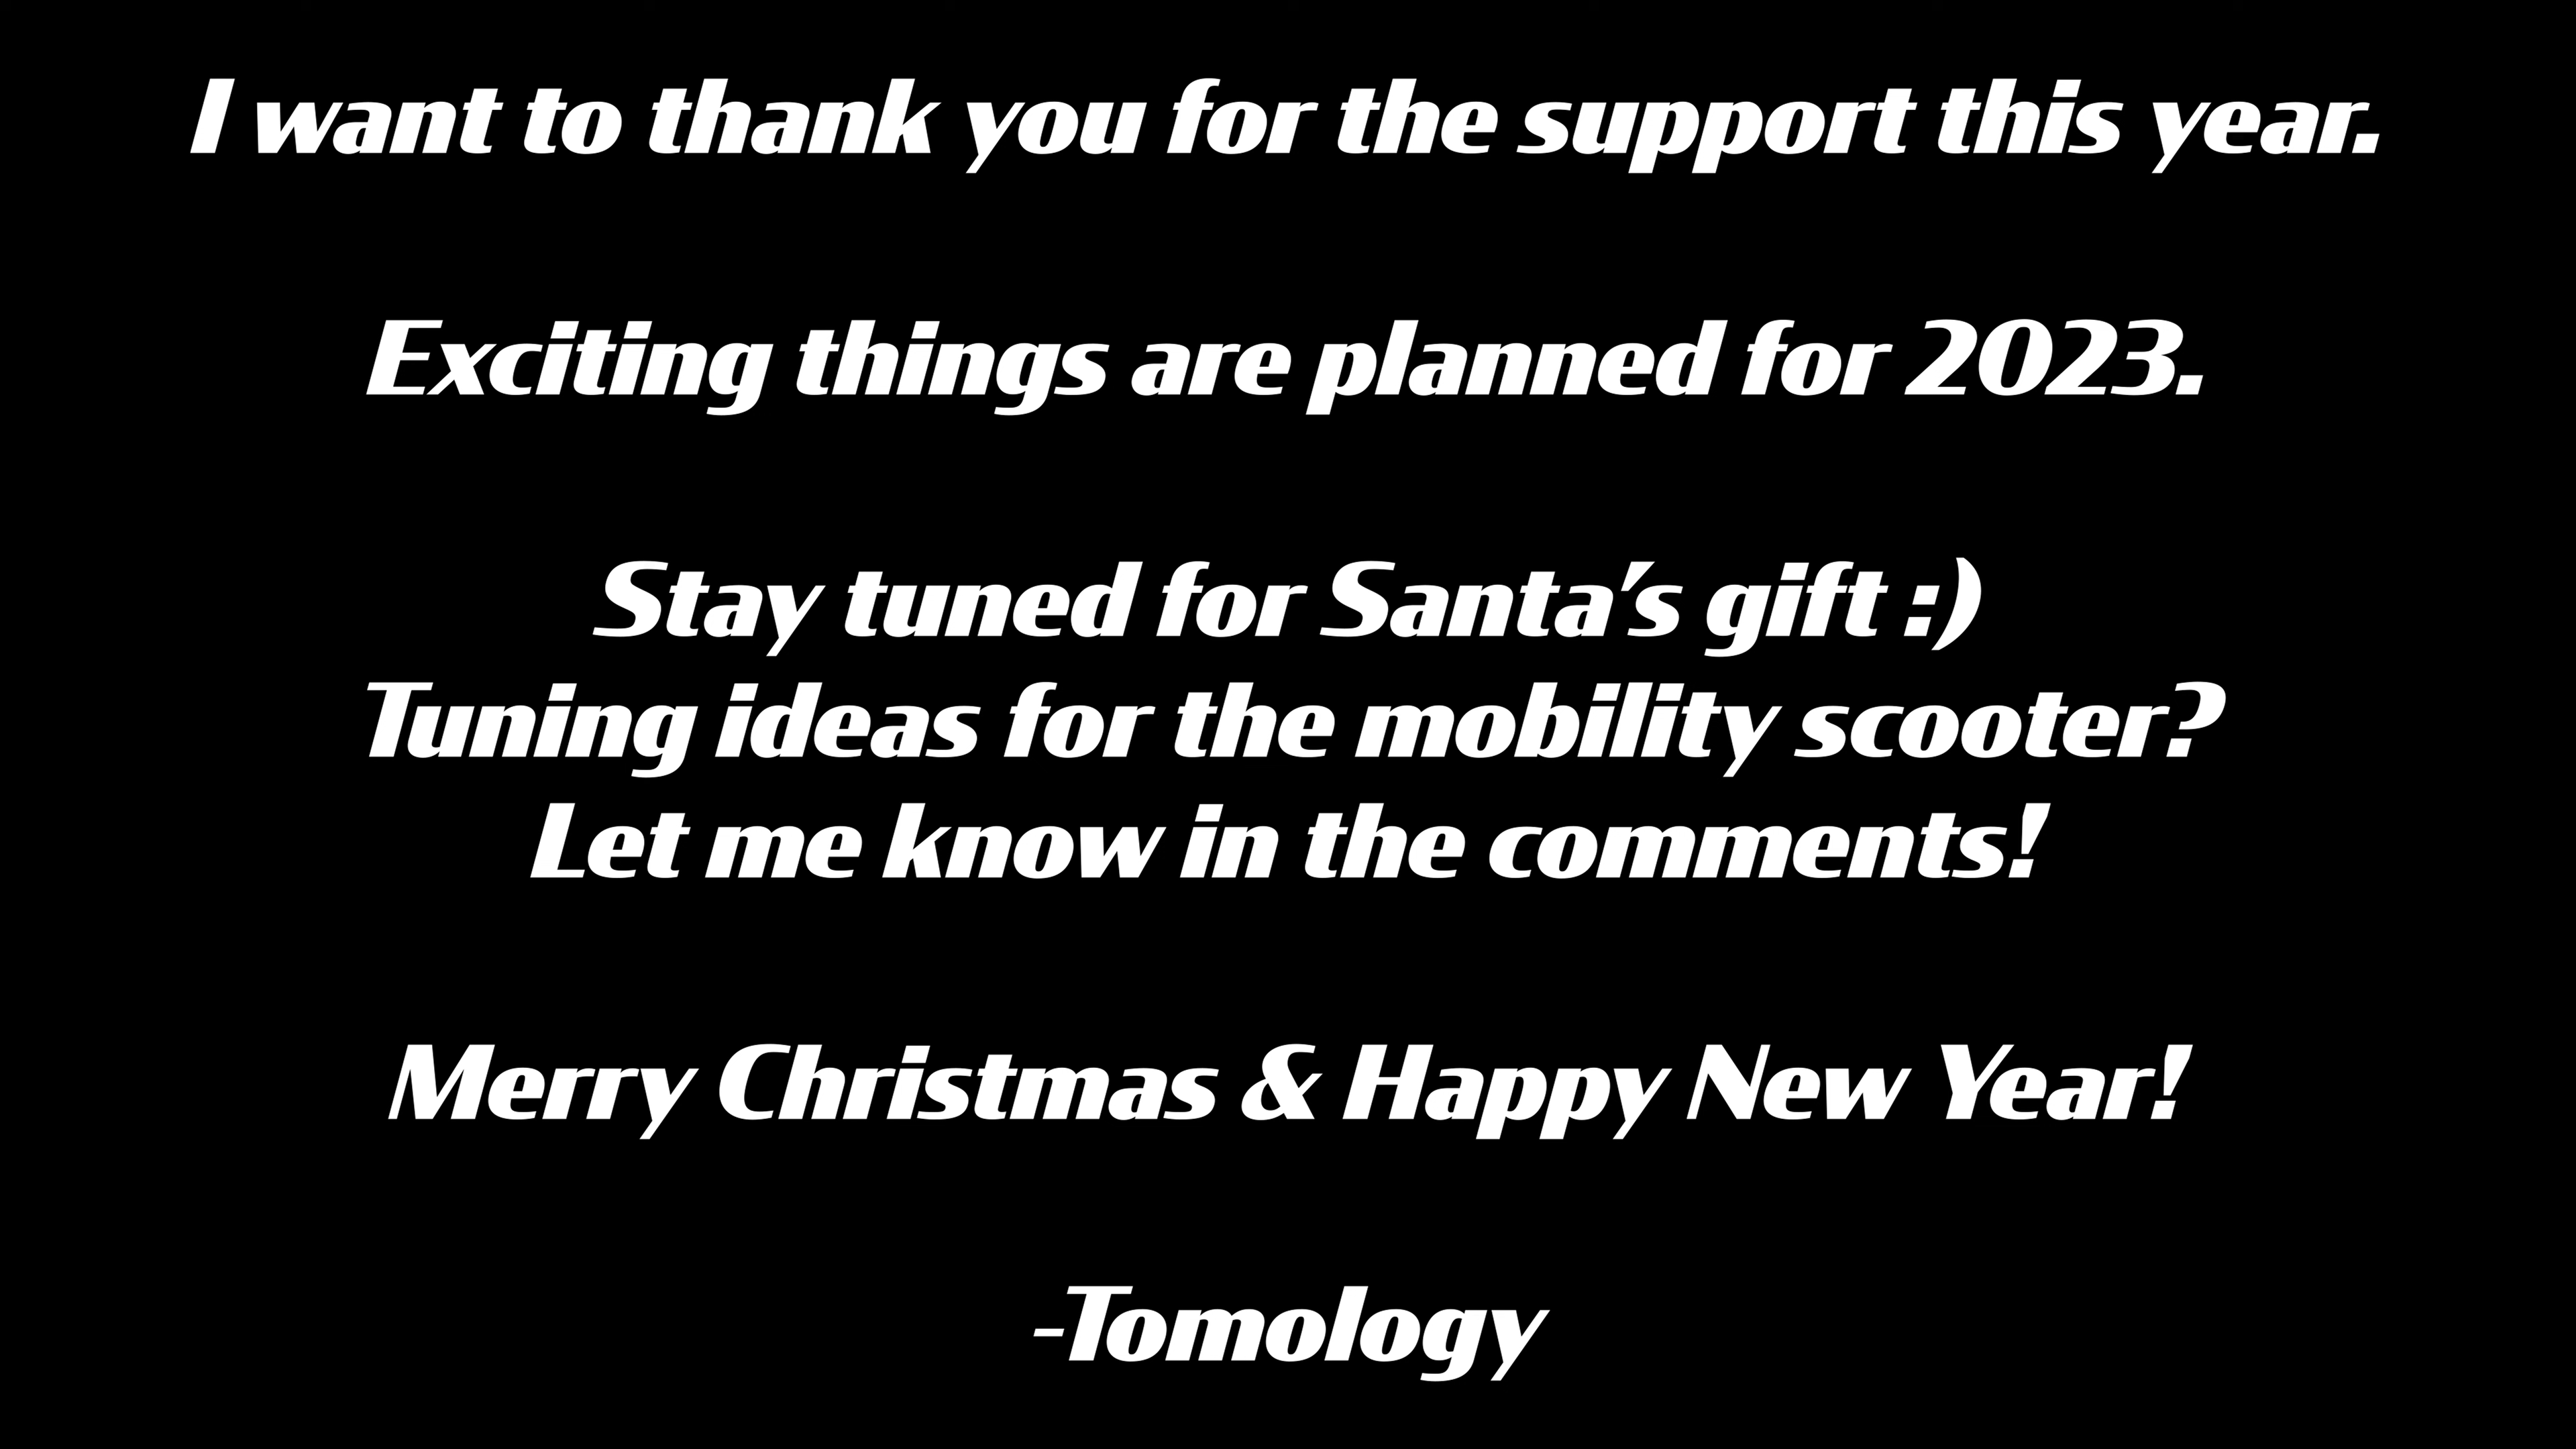 I want to thank you for the support this year.
Exciting things are planned for 2023.
Stay tuned for Santa's gift :)
Tuning ideas for the mobility scooter?
Let me know in the comments!
Merry Christmas & Happy New Year!
-Tomology